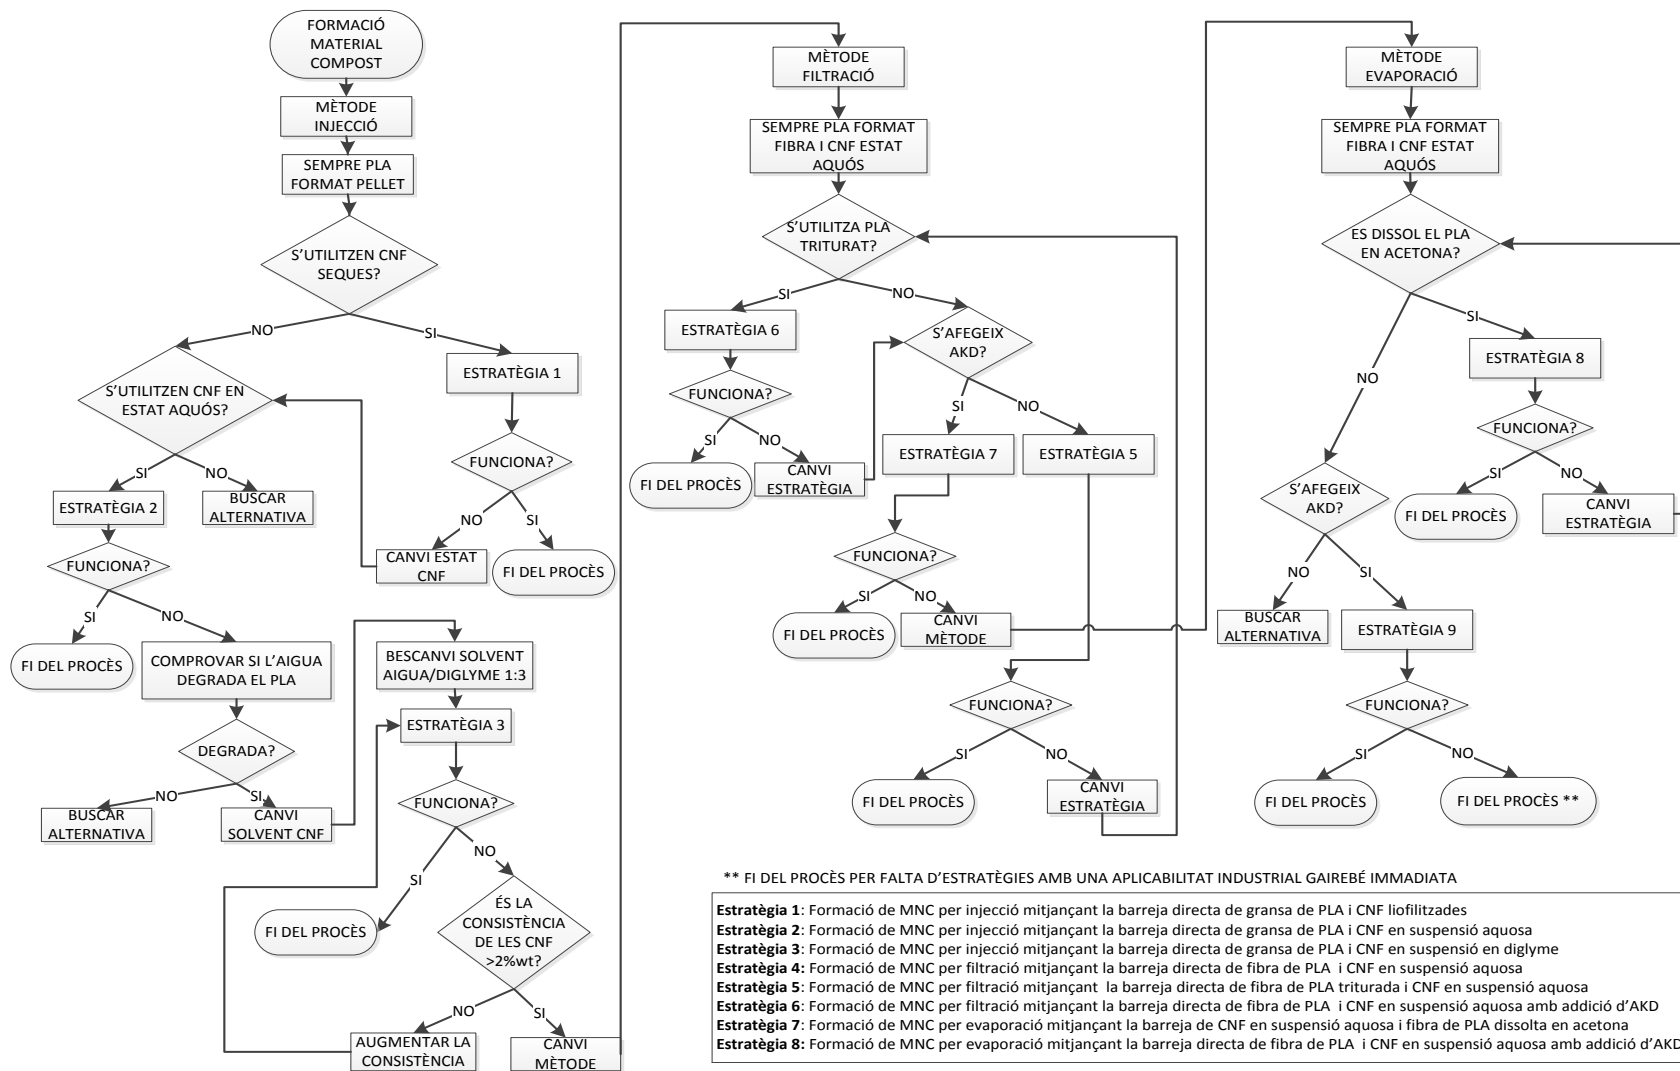 FORMACIÓ
MATERIAL
COMPOST
MÈTODE
INJECCIÓ
SEMPRE PLA
FORMAT PELLET
S'UTILITZEN CNF
SEQUES?
NO
SI
S'UTILITZEN CNF EN
ESTAT AQUÓS?
ESTRATÈGIA 1
SI
NO
FUNCIONA?
ESTRATÈGIA 2
BUSCAR
ALTERNATIVA
NO
SI
FUNCIONA?
CANVI ESTAT
CNF
FI DEL PROCÈS
SI
NO
FI DEL PROCÈS
COMPROVAR SI L'AIGUA
DEGRADA EL PLA
DEGRADA?
NO
SI
BUSCAR
ALTERNATIVA
CANVI
SOLVENT CNF
BESCANVI SOLVENT
AIGUA/DIGLYME 1:3
ESTRATÈGIA 3
FUNCIONA?
NO
SI
FI DEL PROCÈS
ÉS LA
CONSISTÈNCIA
DE LES CNF
>2%wt?
NO
SI
AUGMENTAR LA
CONSISTÈNCIA
CANVI
MÈTODE
MÈTODE
FILTRACIÓ
SEMPRE PLA FORMAT
FIBRA I CNF ESTAT
AQUÓS
S'UTILITZA PLA
TRITURAT?
SI
NO
ESTRATÈGIA 6
S'AFEGEIX
AKD?
FUNCIONA?
SI
NO
SI
NO
FI DEL PROCÈS
CANVI
ESTRATÈGIA
ESTRATÈGIA 7
ESTRATÈGIA 5
FUNCIONA?
SI
NO
FI DEL PROCÈS
CANVI
MÈTODE
FUNCIONA?
SI
NO
FI DEL PROCÈS
CANVI
ESTRATÈGIA
MÈTODE
EVAPORACIÓ
SEMPRE PLA FORMAT
FIBRA I CNF ESTAT
AQUÓS
ES DISSOL EL PLA
EN ACETONA?
SI
NO
ESTRATÈGIA 8
FUNCIONA?
SI
NO
FI DEL PROCÈS
CANVI
ESTRATÈGIA
S'AFEGEIX
AKD?
NO
SI
BUSCAR
ALTERNATIVA
ESTRATÈGIA 9
FUNCIONA?
SI
NO
FI DEL PROCÈS
FI DEL PROCÈS **
** FI DEL PROCÈS PER FALTA D'ESTRATÈGIES AMB UNA APLICABILITAT INDUSTRIAL GAIREBÉ IMMEDIATA
Estratègia 1: Formació de MNC per injecció mitjançant la barreja directa de gransa de PLA i CNF liofilitzades
Estratègia 2: Formació de MNC per injecció mitjançant la barreja directa de gransa de PLA i CNF en suspensió aquosa
Estratègia 3: Formació de MNC per injecció mitjançant la barreja directa de gransa de PLA i CNF en suspensió en diglyme
Estratègia 4: Formació de MNC per filtració mitjançant la barreja directa de fibra de PLA i CNF en suspensió aquosa
Estratègia 5: Formació de MNC per filtració mitjançant la barreja directa de fibra de PLA triturada i CNF en suspensió aquosa
Estratègia 6: Formació de MNC per filtració mitjançant la barreja directa de fibra de PLA i CNF en suspensió aquosa amb addició d'AKD
Estratègia 7: Formació de MNC per evaporació mitjançant la barreja de CNF en suspensió aquosa i fibra de PLA dissolta en acetona
Estratègia 8: Formació de MNC per evaporació mitjançant la barreja directa de fibra de PLA i CNF en suspensió aquosa amb addició d'AKD